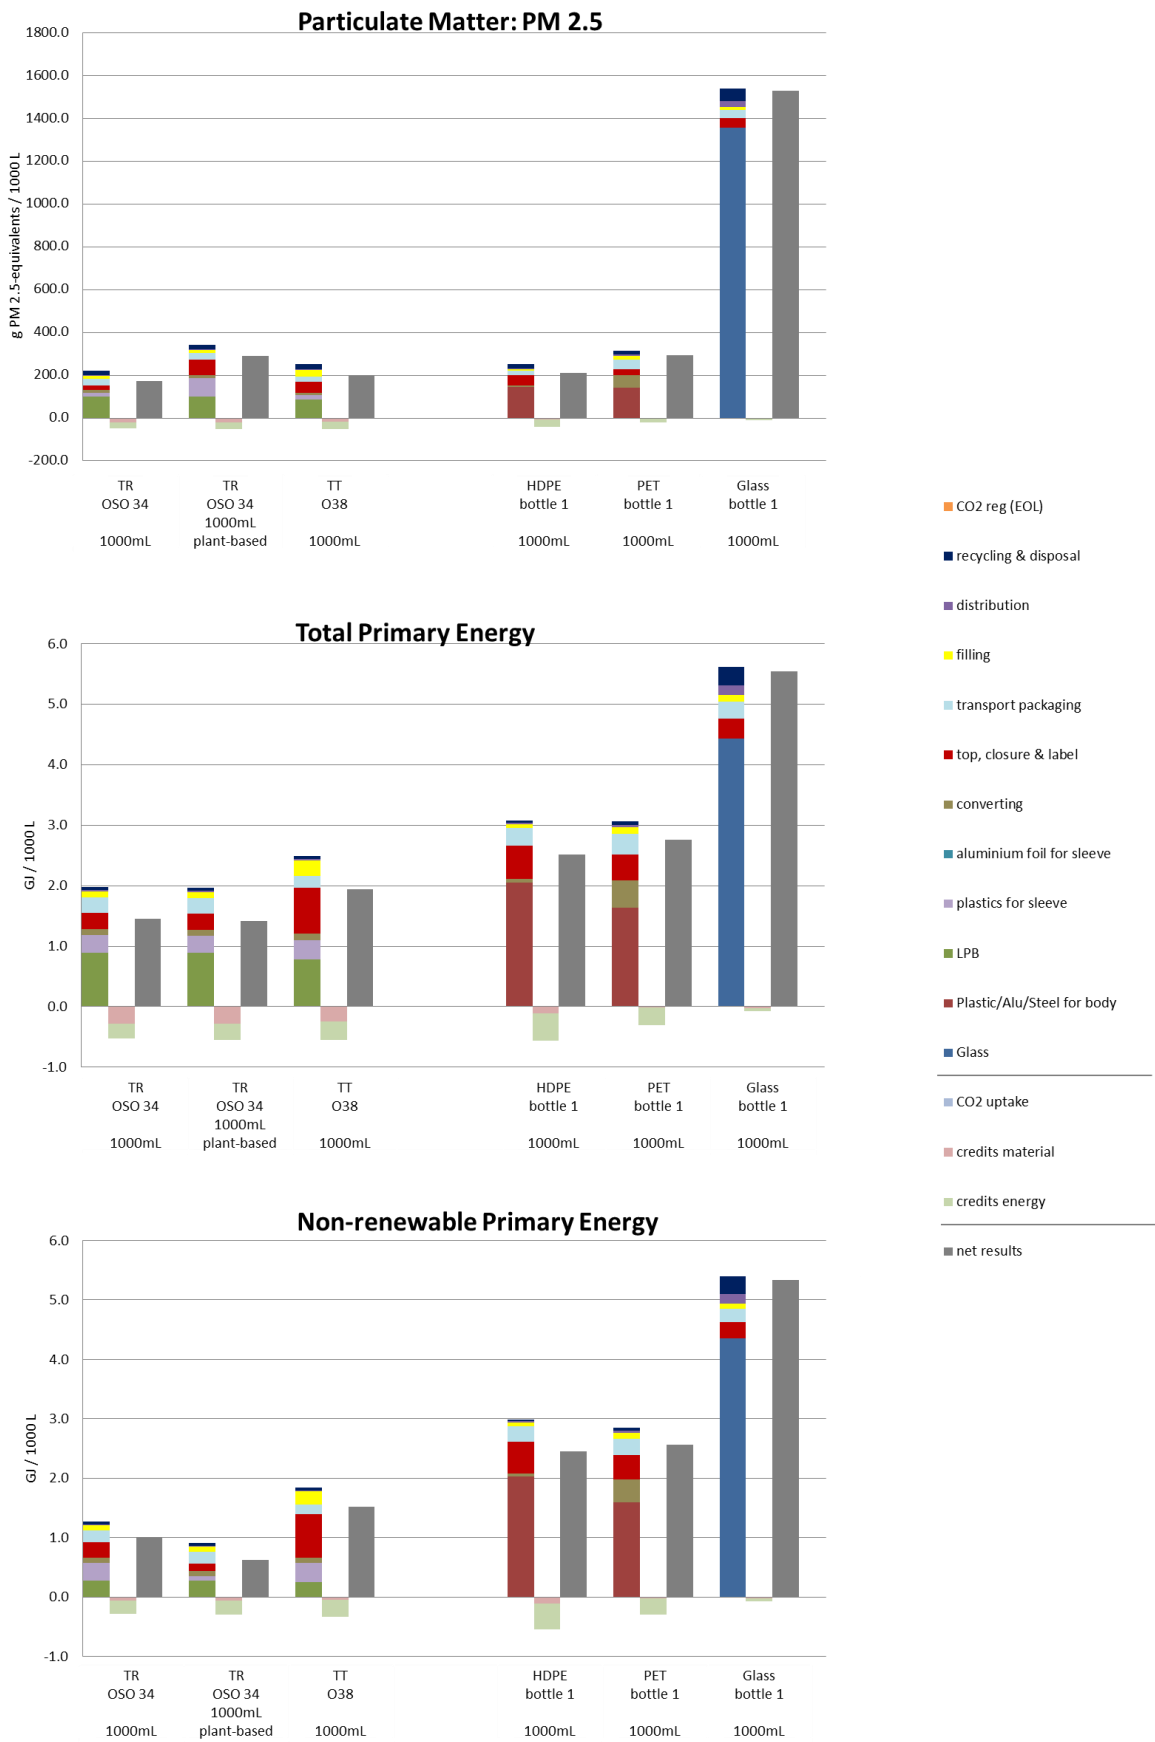 Particulate Matter: PM 2.5
1800.0
1600.0
1400.0
1200.0
1000.0
800.0
600.0
400.0
200.0
0.0
-200.0
g PM 2.5-equivalents / 1000 L
TR
OSO 34
1000mL
TR
OSO 34
1000mL
plant-based
TT
O38
1000mL
HDPE
bottle 1
1000mL
PET
bottle 1
1000mL
Glass
bottle 1
1000mL
Total Primary Energy
6.0
5.0
4.0
3.0
2.0
1.0
0.0
-1.0
GJ / 1000 L
TR
OSO 34
1000mL
TR
OSO 34
1000mL
plant-based
TT
O38
1000mL
HDPE
bottle 1
1000mL
PET
bottle 1
1000mL
Glass
bottle 1
1000mL
Non-renewable Primary Energy
6.0
5.0
4.0
3.0
2.0
1.0
0.0
-1.0
GJ / 1000 L
TR
OSO 34
1000mL
TR
OSO 34
1000mL
plant-based
TT
O38
1000mL
HDPE
bottle 1
1000mL
PET
bottle 1
1000mL
Glass
bottle 1
1000mL
CO2 reg (EOL)
recycling & disposal
distribution
filling
transport packaging
top, closure & label
converting
aluminium foil for sleeve
plastics for sleeve
LPB
Plastic/Alu/Steel for body
Glass
CO2 uptake
credits material
credits energy
net results